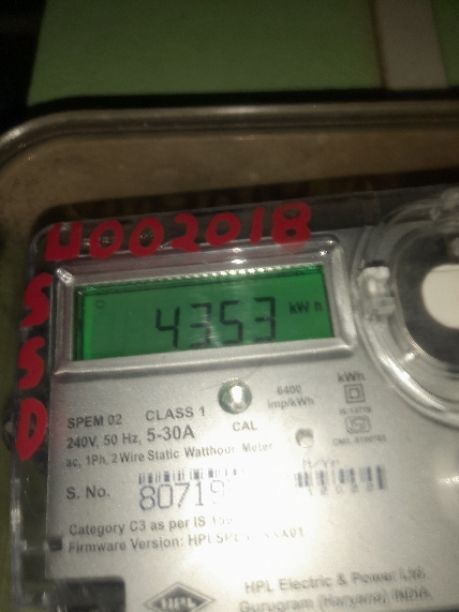 4002018
S
S
D
4353 kWh
6400
imp/kWh
kWh
SPEM 02 CLASS 1
240V, 50 Hz, 5-30A
CAL
ac, 1Ph, 2 Wire Static Watthour Meter
S. No.
Category C3 as per IS
Firmware Version:
HPL
HPL Electric & Power Ltd.
Gurugram (Haryana) INDIA